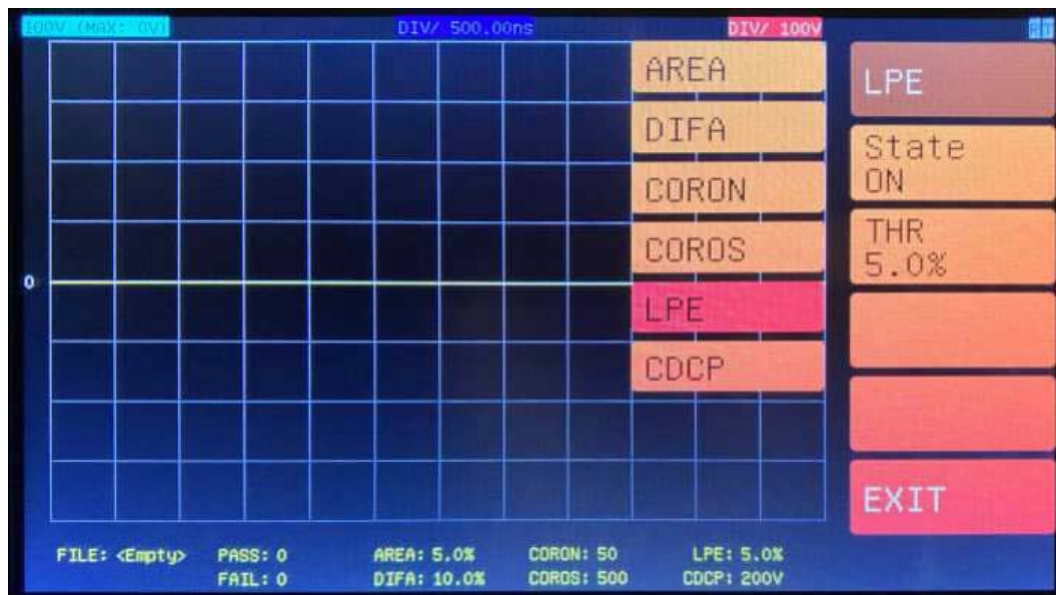 100V (MAX: 0V) DIV/ 500.00ns DIV/ 100V
AREA
DIFA
CORON
COROS
LPE
CDCP
LPE
State
ON
THR
5.0%
EXIT
0
FILE: <Empty> PASS: 0 AREA: 5.0% CORON: 50 LPE: 5.0%
FAIL: 0 DIFA: 10.0% COROS: 500 CDCP: 200V